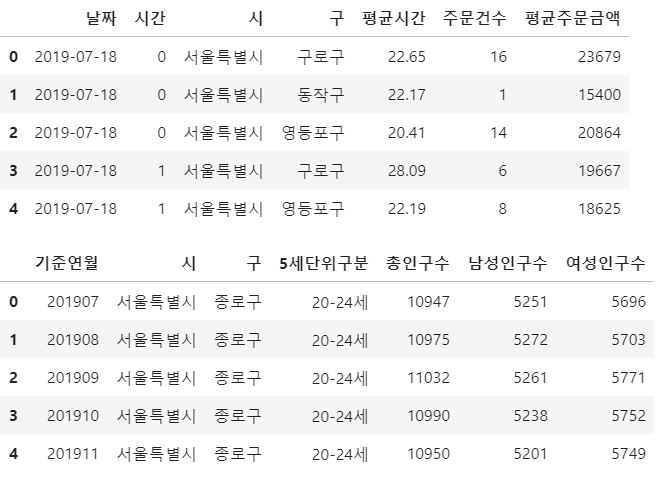 날짜 시간 시 구 평균시간 주문건수 평균주문금액
0 2019-07-18 0 서울특별시 구로구 22.65 16 23679
1 2019-07-18 0 서울특별시 동작구 22.17 1 15400
2 2019-07-18 0 서울특별시 영등포구 20.41 14 20864
3 2019-07-18 1 서울특별시 구로구 28.09 6 19667
4 2019-07-18 1 서울특별시 영등포구 22.19 8 18625
기준연월 시 구 5세단위구분 총인구수 남성인구수 여성인구수
0 201907 서울특별시 종로구 20-24세 10947 5251 5696
1 201908 서울특별시 종로구 20-24세 10975 5272 5703
2 201909 서울특별시 종로구 20-24세 11032 5261 5771
3 201910 서울특별시 종로구 20-24세 10990 5238 5752
4 201911 서울특별시 종로구 20-24세 10950 5201 5749